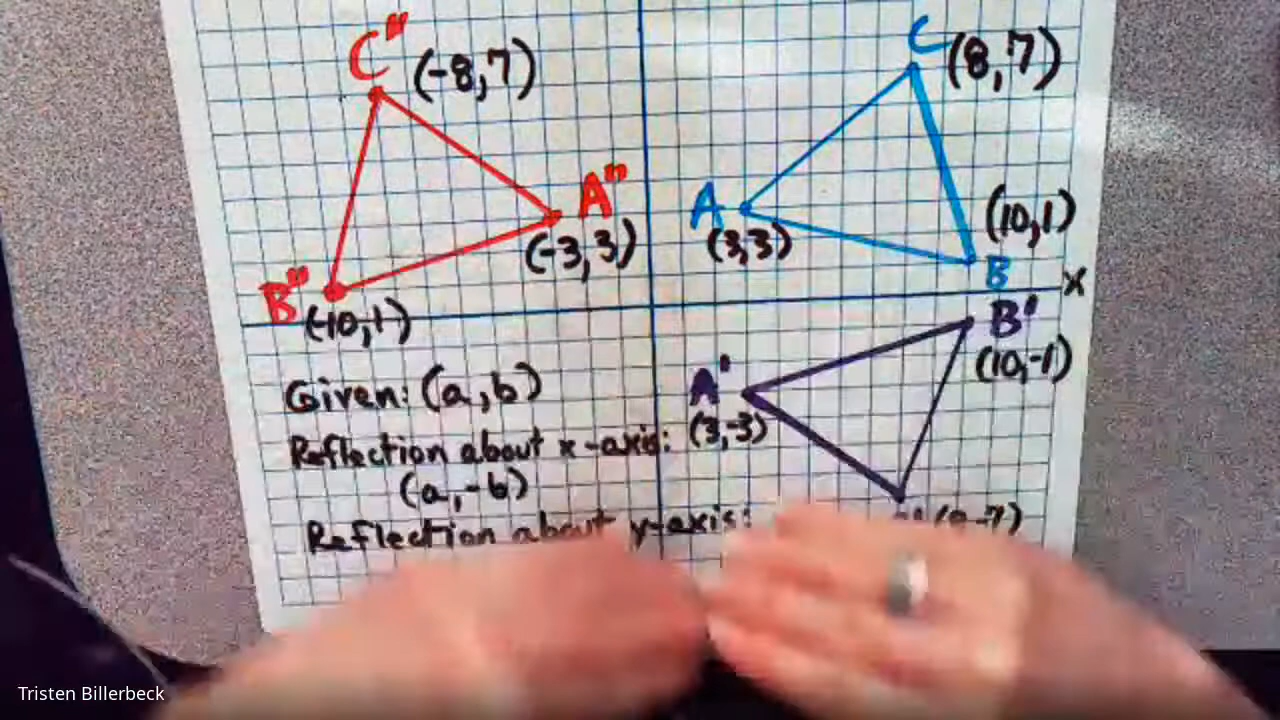 C" (-8,7)
C (8,7)
A"
(-3,3)
A
(3,3)
(10,1)
B
x
B"
(-10,1)
B'
(10,-1)
A'
(3,-3)
Given: (a,b)
Reflection about x-axis:
(a,-b)
Reflection about y-axis:
Tristen Billerbeck